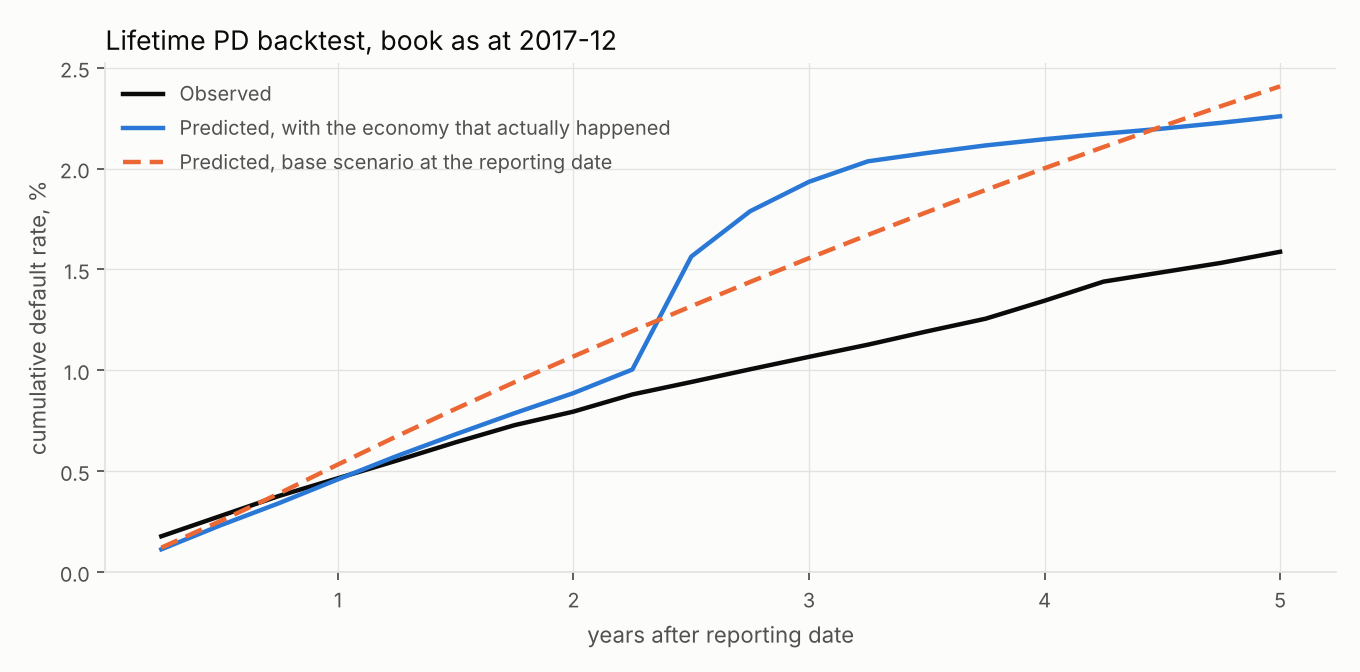 Lifetime PD backtest, book as at 2017-12
2.5
2.0
1.5
1.0
0.5
0.0
cumulative default rate, %
Observed
Predicted, with the economy that actually happened
Predicted, base scenario at the reporting date
1
2
3
4
5
years after reporting date